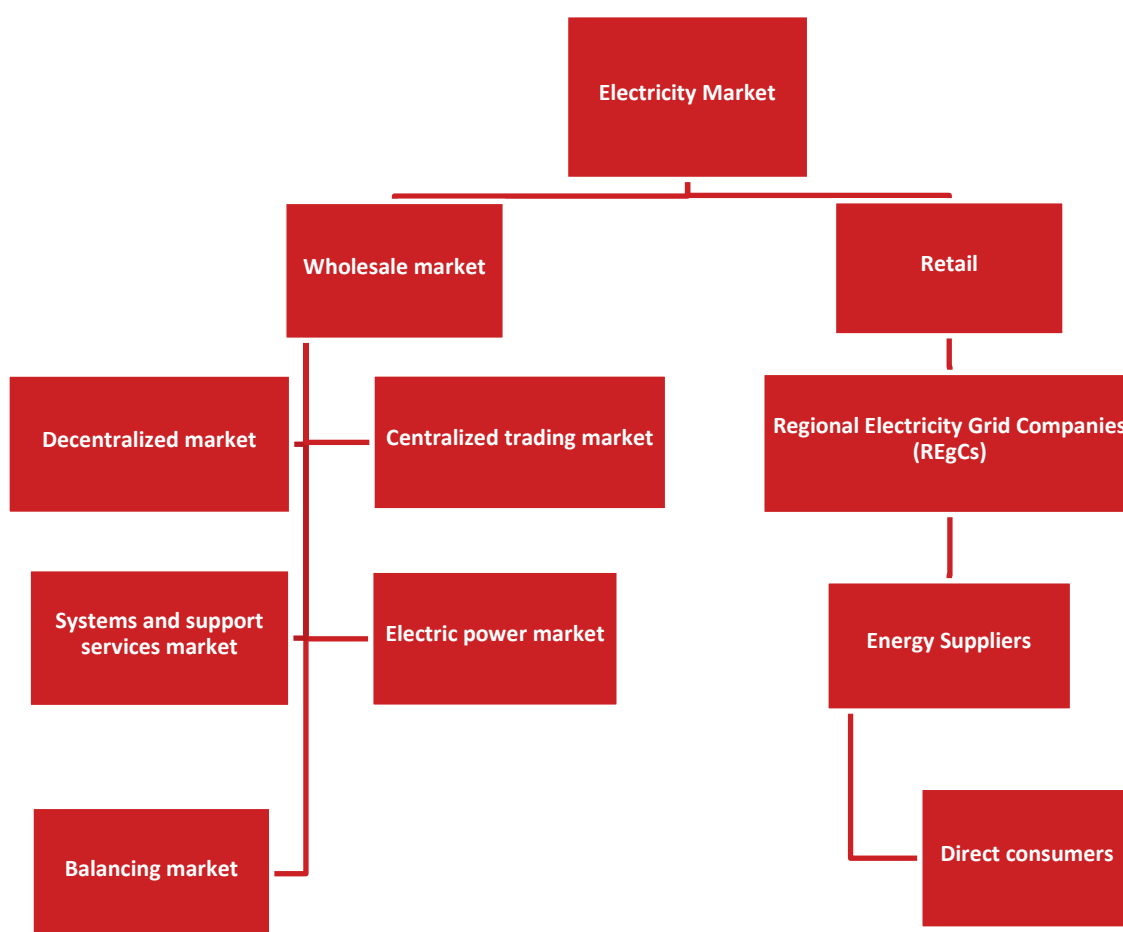 Electricity Market
Wholesale market
Retail
Decentralized market
Centralized trading market
Regional Electricity Grid Companies
(REgCs)
Systems and support
services market
Electric power market
Energy Suppliers
Balancing market
Direct consumers